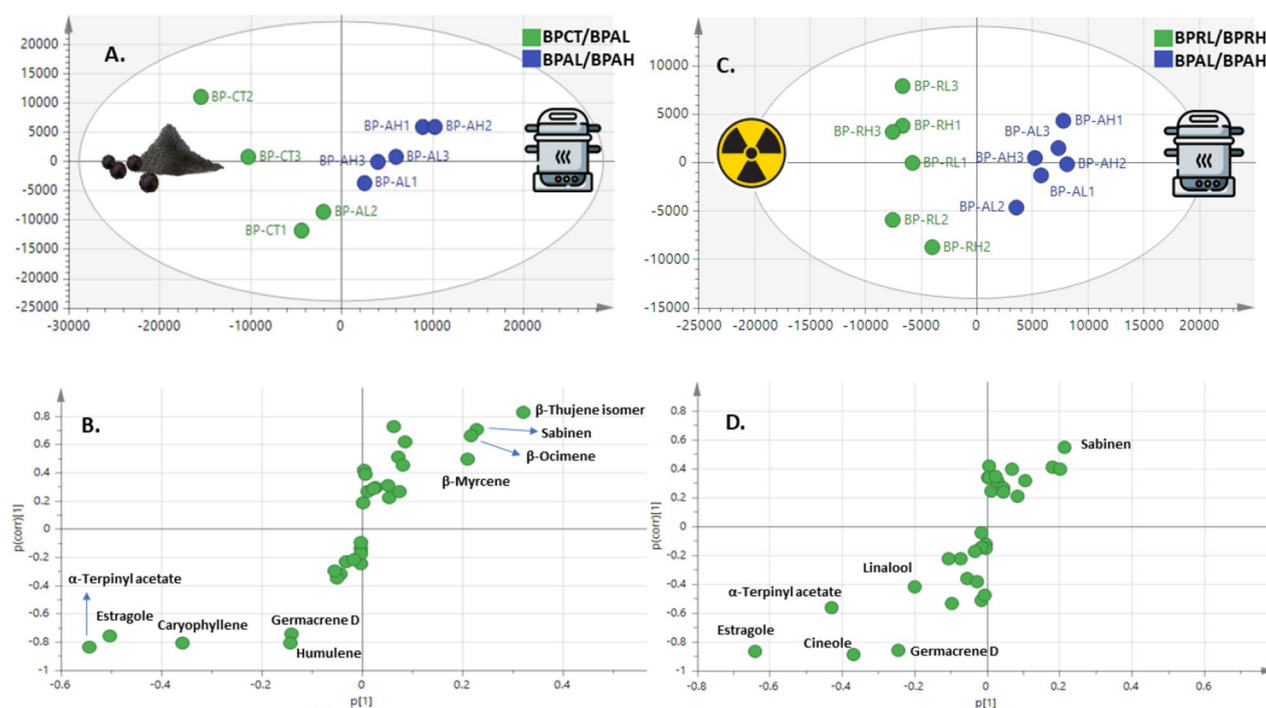 A.
BPCT/BPAL
BPAL/BPAH
20000
15000
10000
5000
0
-5000
-10000
-15000
-20000
-25000
BP-CT2
BP-AH1
BP-AH2
BP-CT3
BP-AH3
BP-AL3
BP-AL1
BP-AL2
BP-CT1
-30000
-20000
-10000
0
10000
20000
C.
BPRL/BPRH
BPAL/BPAH
10000
5000
0
-5000
-10000
-15000
BP-RL3
BP-RH3
BP-RH1
BP-RL1
BP-RL2
BP-RH2
BP-AH1
BP-AL3
BP-AH3
BP-AH2
BP-AL1
BP-AL2
-25000
-20000
-15000
-10000
-5000
0
5000
10000
15000
20000
B.
p(corr)[1]
0.8
0.6
0.4
0.2
0
-0.2
-0.4
-0.6
-0.8
-1
β-Thujene isomer
Sabinen
β-Ocimene
β-Myrcene
α-Terpinyl acetate
Estragole
Caryophyllene
Germacrene D
Humulene
-0.6
-0.4
-0.2
0
0.2
0.4
p[1]
D.
p(corr)[1]
0.8
0.6
0.4
0.2
0
-0.2
-0.4
-0.6
-0.8
-1
Sabinen
Linalool
α-Terpinyl acetate
Estragole
Cineole
Germacrene D
-0.8
-0.6
-0.4
-0.2
0
0.2
0.4
0.6
p[1]